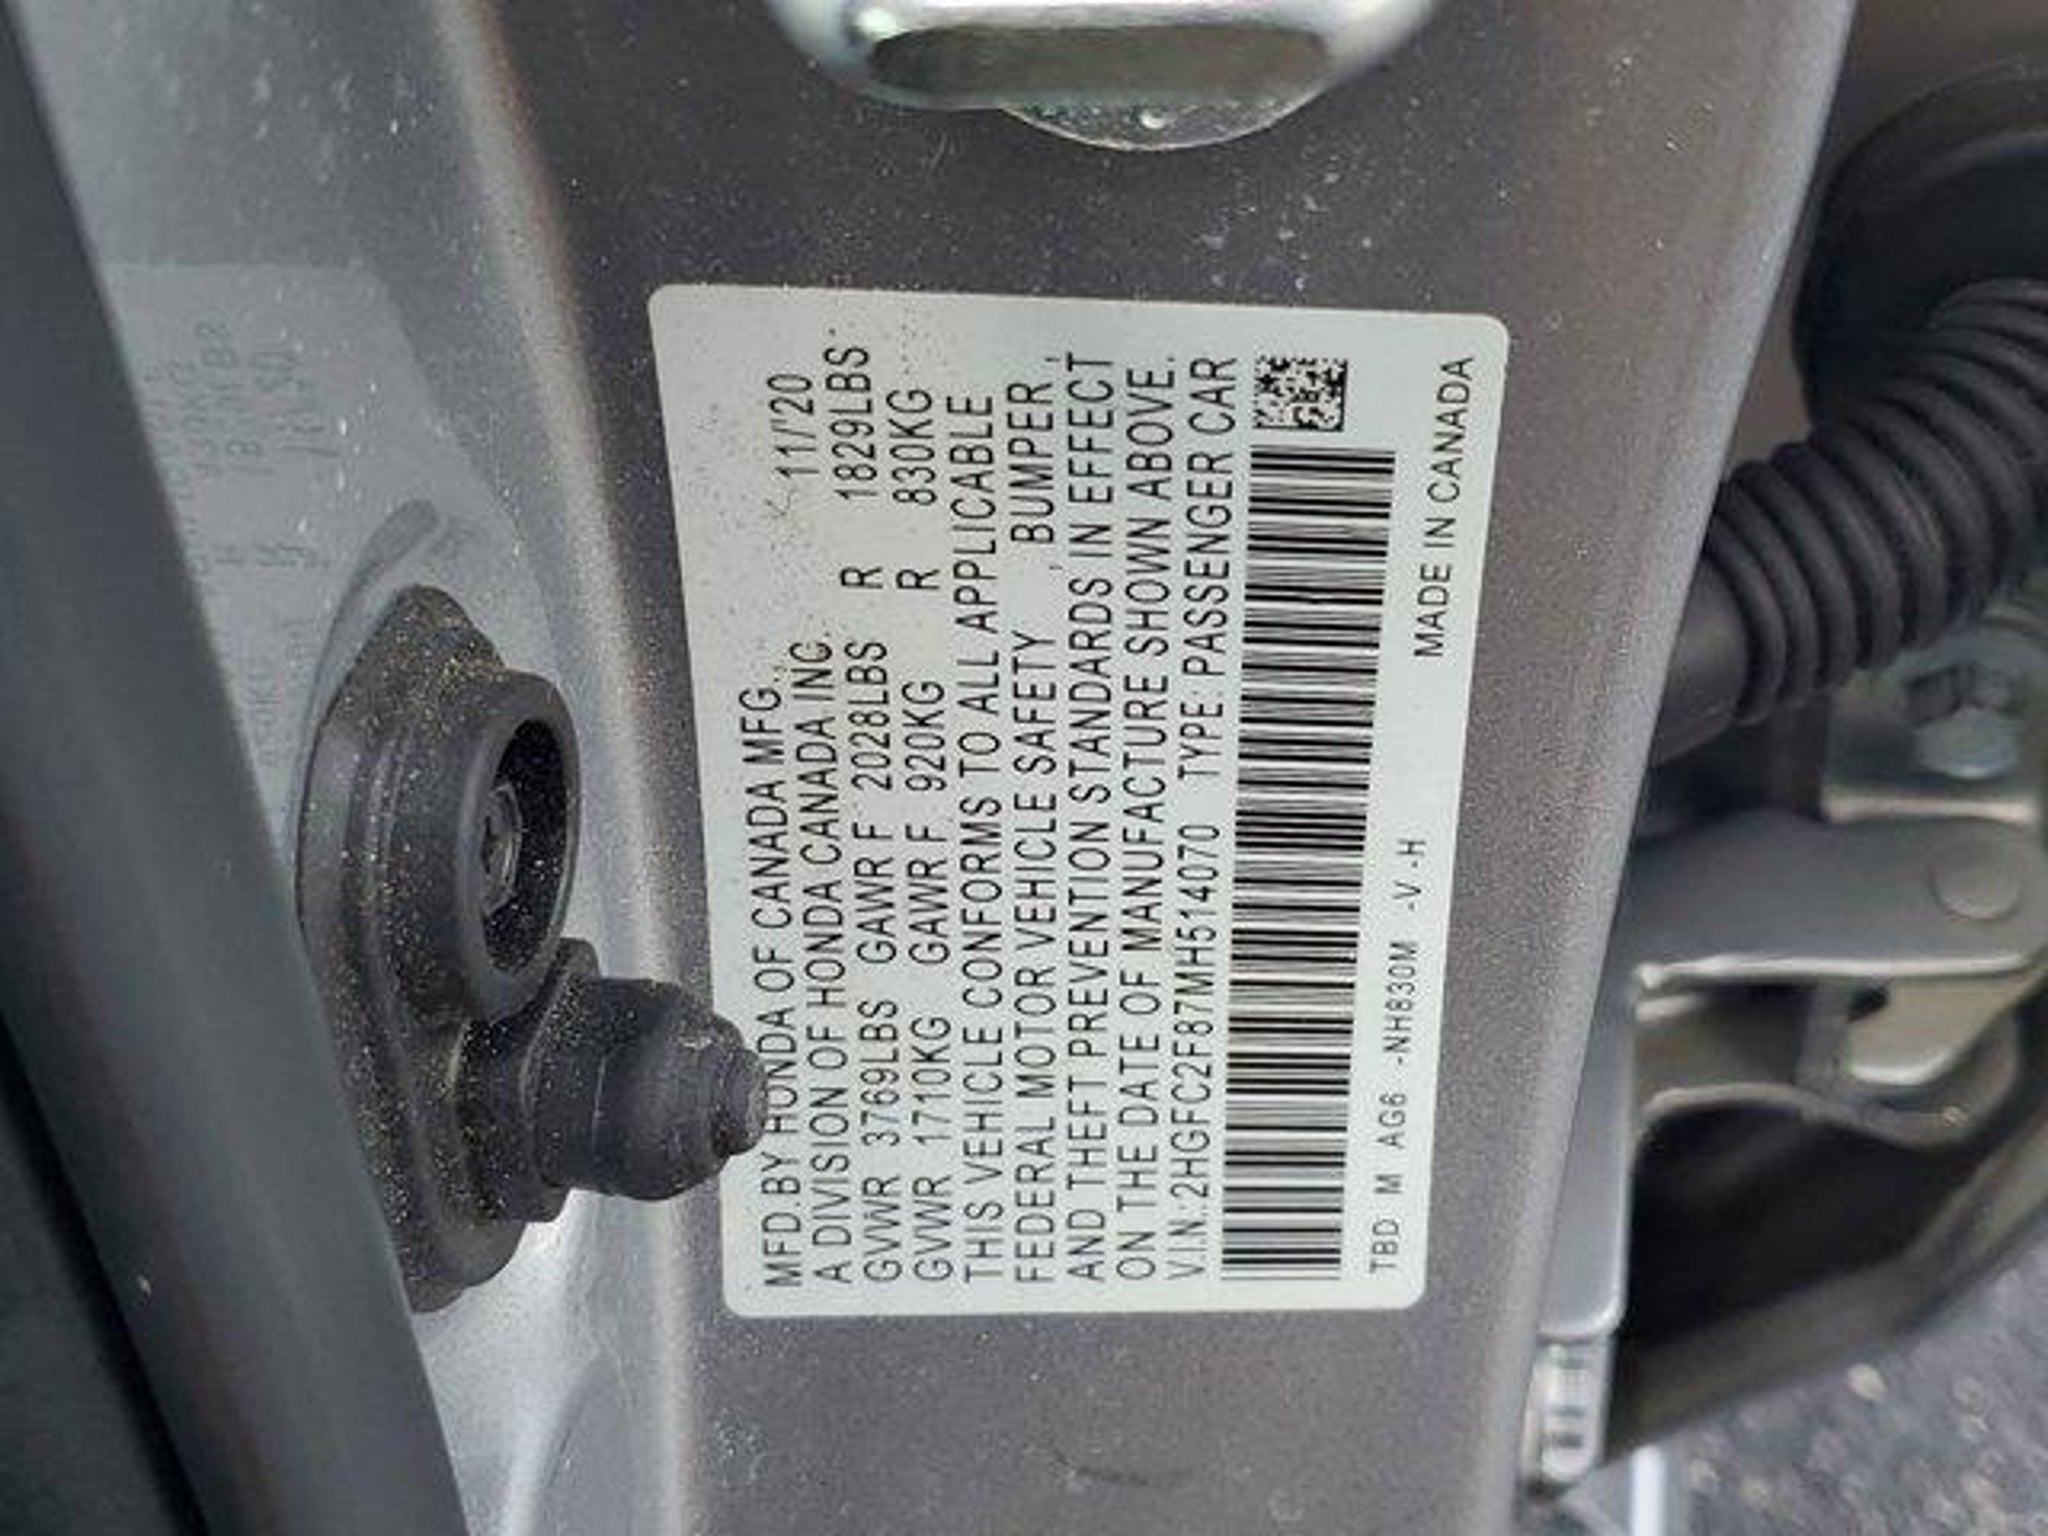 MFD.BY HONDA OF CANADA MFG.,
A DIVISION OF HONDA CANADA INC. 11/'20
GVWR 3769LBS GAWR F 2028LBS R 1829LBS
GVWR 1710KG GAWR F 920KG R 830KG
THIS VEHICLE CONFORMS TO ALL APPLICABLE
FEDERAL MOTOR VEHICLE SAFETY , BUMPER ,
AND THEFT PREVENTION STANDARDS IN EFFECT
ON THE DATE OF MANUFACTURE SHOWN ABOVE.
V.I.N.:2HGFC2F87MH514070 TYPE: PASSENGER CAR
TBD M AG6 -NH830M -V -H MADE IN CANADA